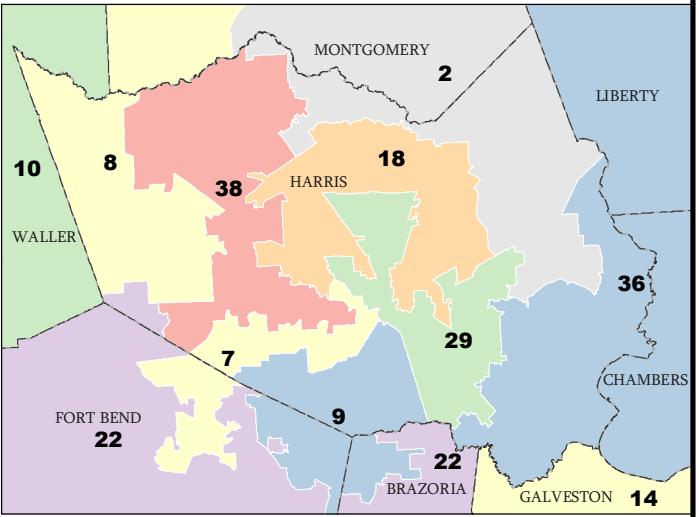 MONTGOMERY
2
LIBERTY
18
10
8
38
HARRIS
WALLER
36
29
7
CHAMBERS
FORT BEND
9
22
22
BRAZORIA
GALVESTON 14